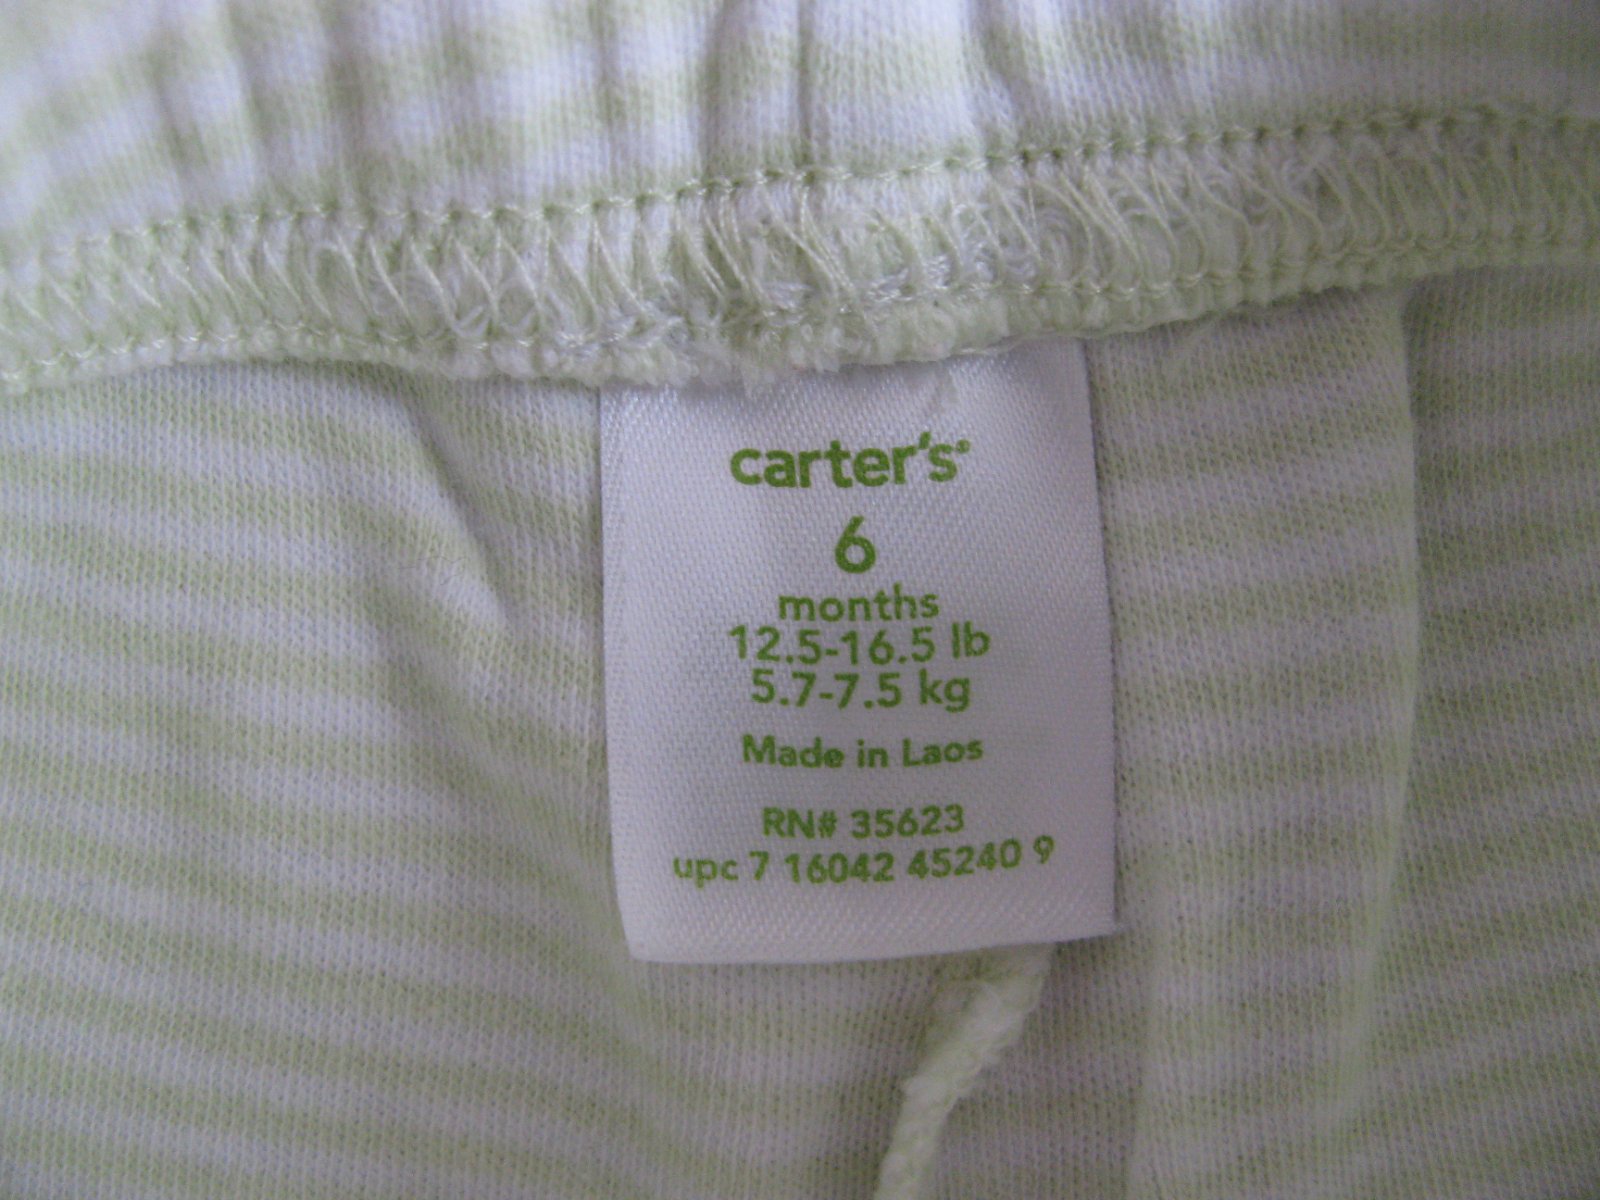 carter's®
6
months
12.5-16.5 lb
5.7-7.5 kg
Made in Laos
RN# 35623
upc 7 16042 45240 9